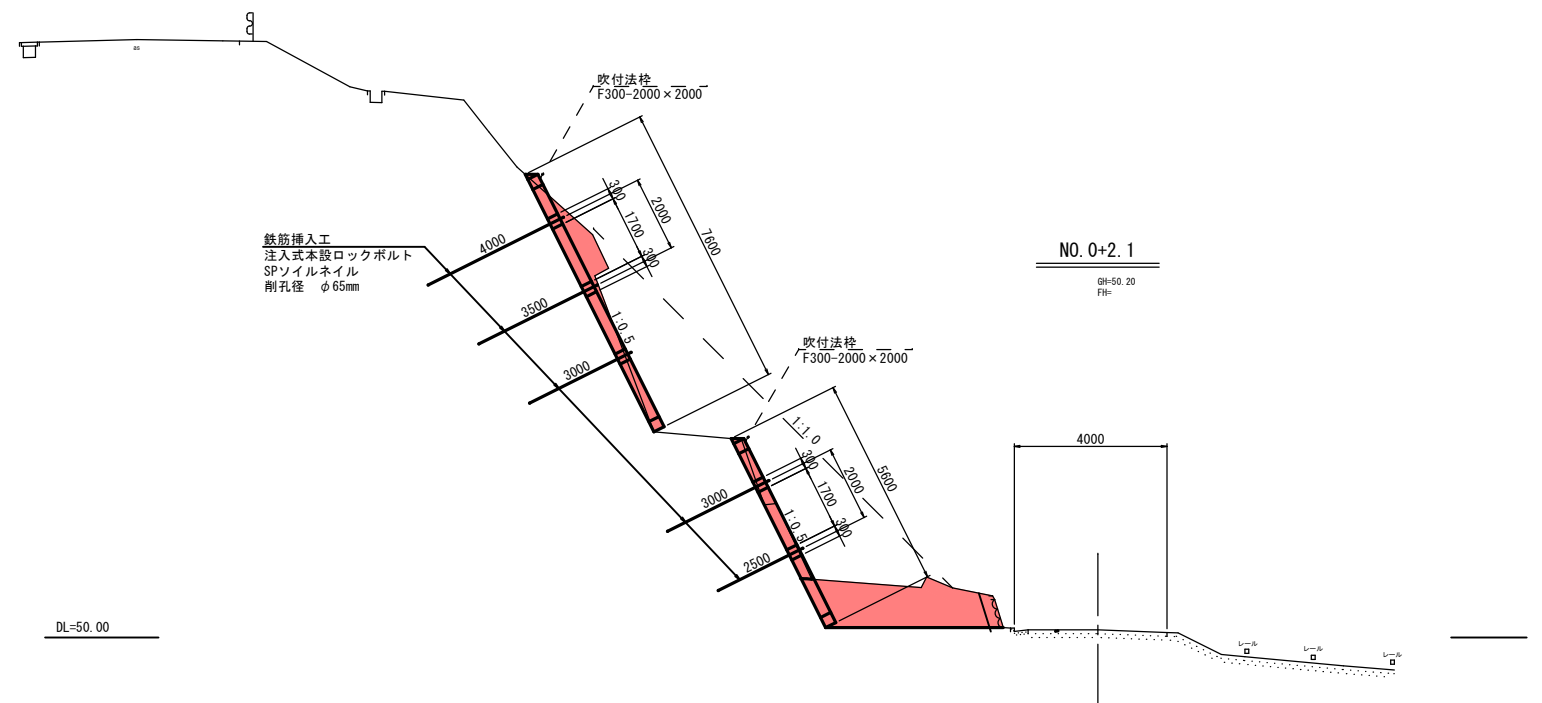 as
吹付法枠
F300-2000×2000
300
2000
1700
300
7600
鉄筋挿入工
注入式本設ロックボルト
SPソイルネイル
削孔径 φ65mm
4000
3500
1:0.5
3000
NO.0+2.1
GH=50.20
FH=
吹付法枠
F300-2000×2000
1:1.0
300
2000
1700
300
5600
4000
3000
1:0.5
2500
DL=50.00
レール
レール
レール